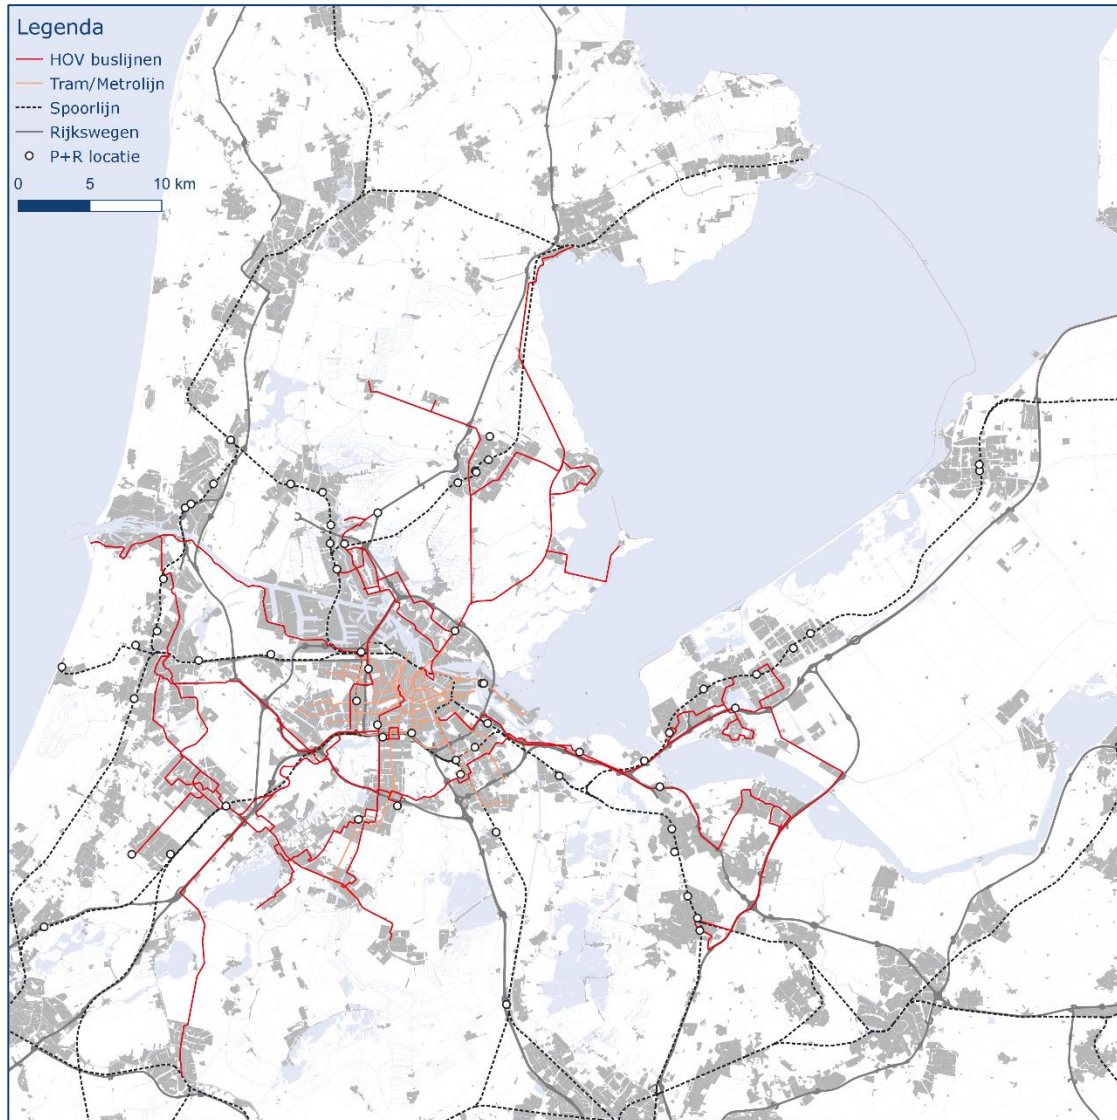 Legenda
HOV buslijnen
Tram/Metrolijn
Spoorlijn
Rijkswegen
P+R locatie
0 5 10 km